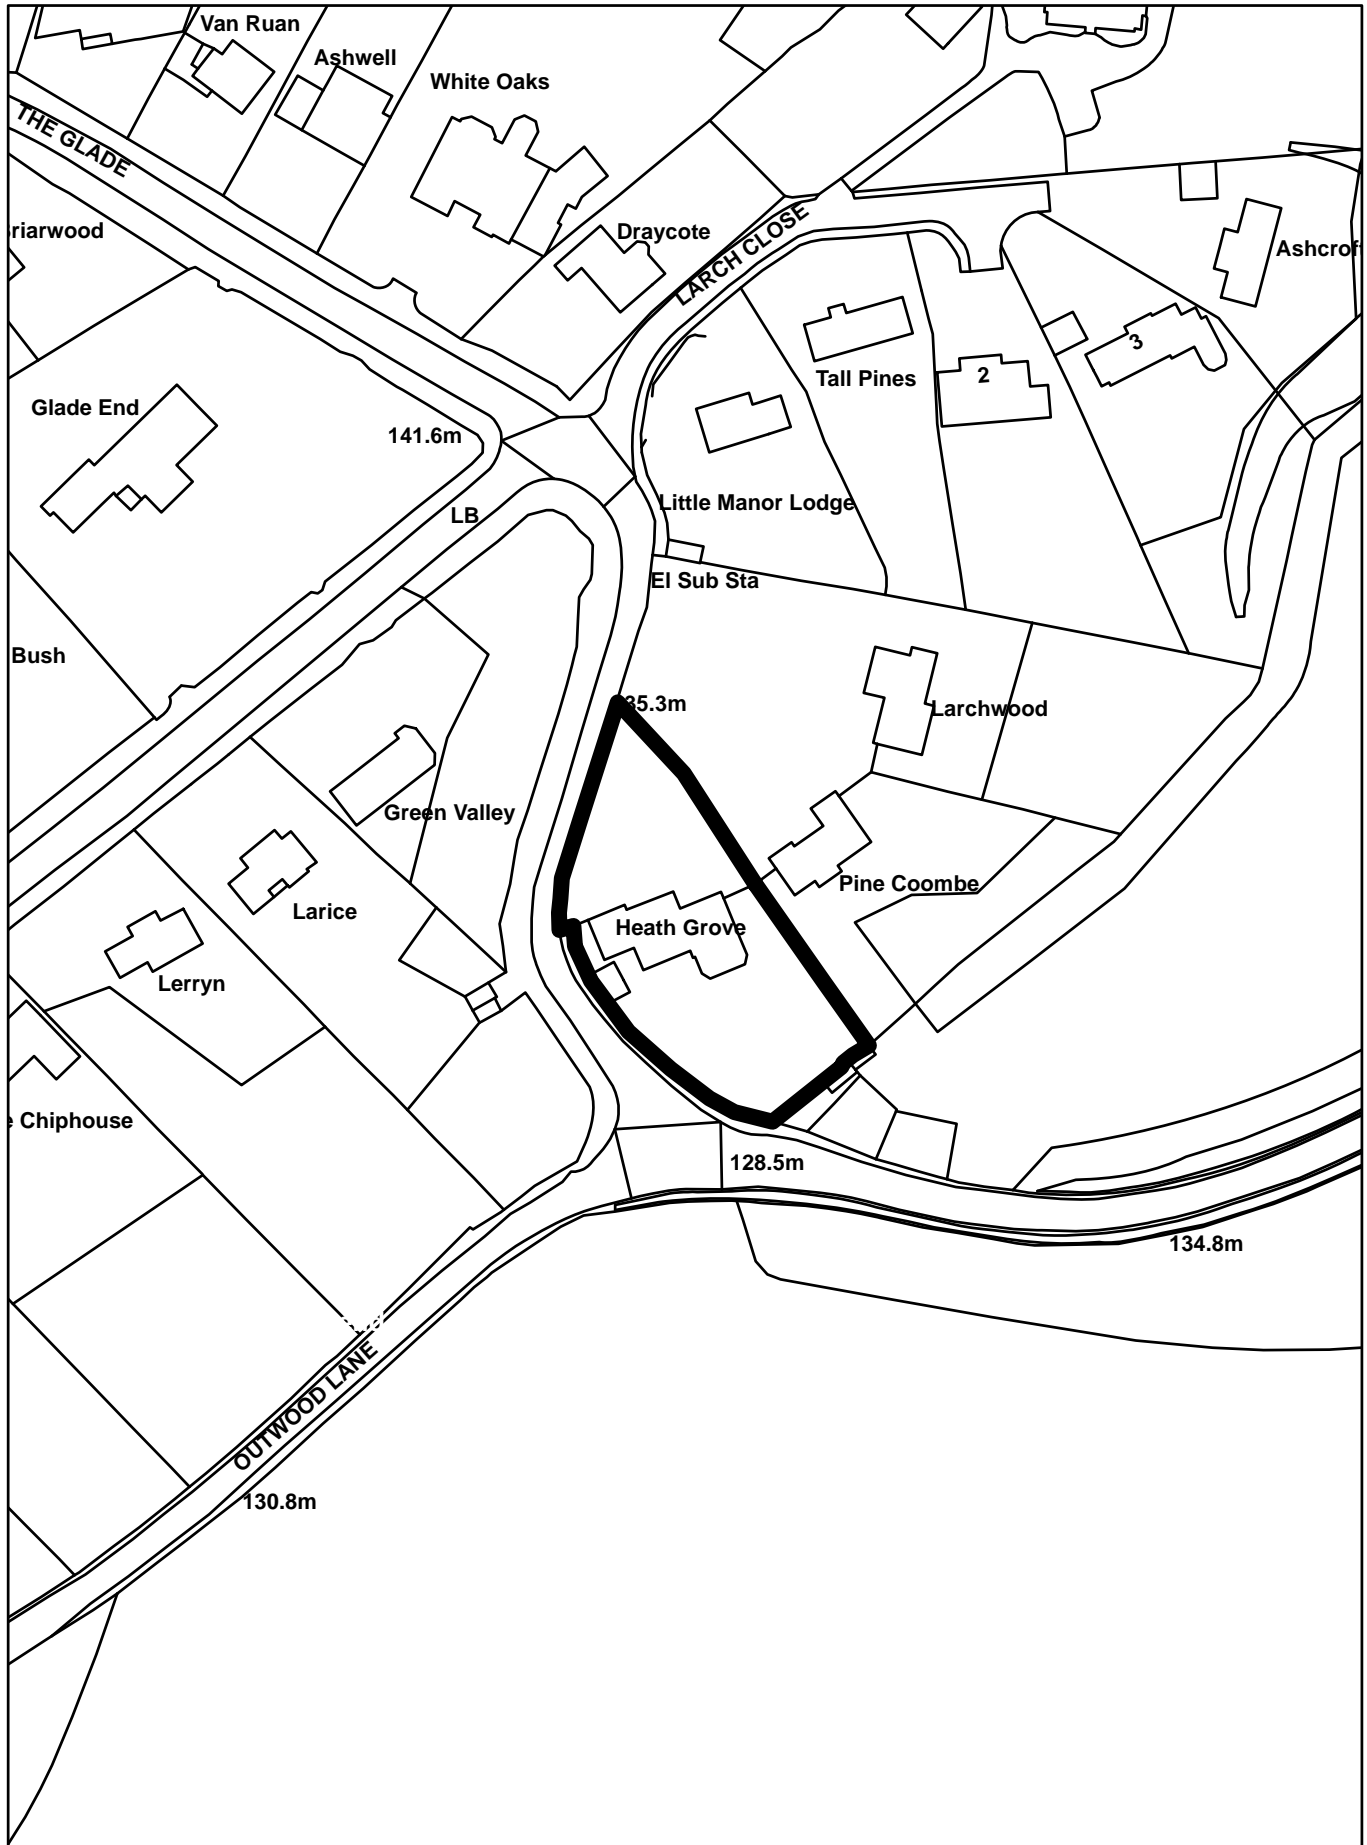 Van Ruan
Ashwell
White Oaks
THE GLADE
riarwood
Draycote
LARCH CLOSE
Ashcrof
3
2
Tall Pines
Glade End
141.6m
LB
Little Manor Lodge
El Sub Sta
Bush
35.3m
Larchwood
Green Valley
Pine Coombe
Larice
Heath Grove
Lerryn
e Chiphouse
128.5m
134.8m
OUTWOOD LANE
130.8m